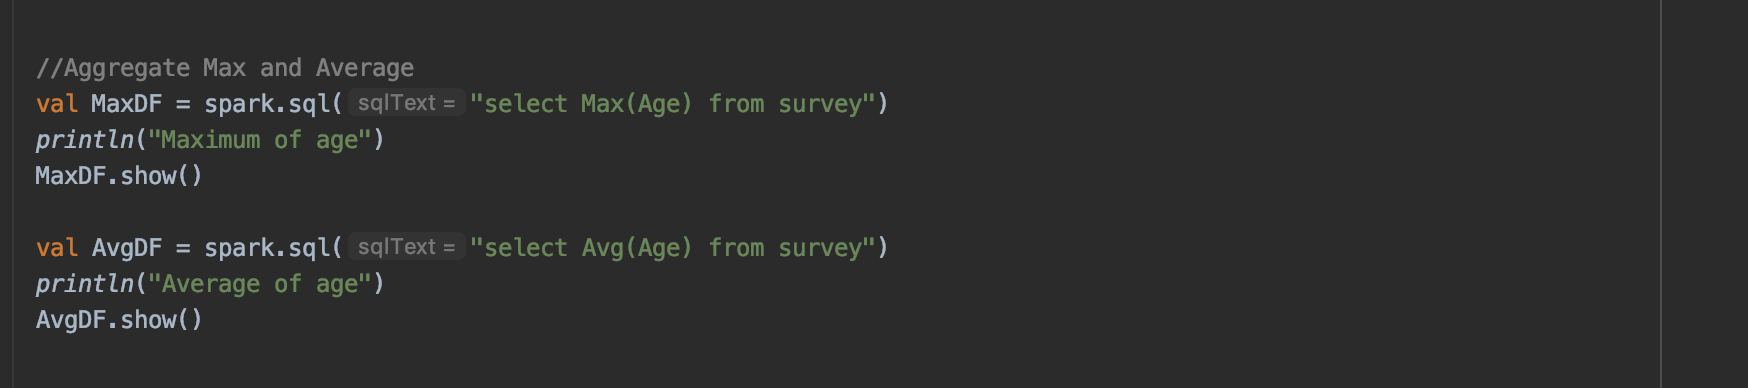 //Aggregate Max and Average
val MaxDF = spark.sql( sqlText = "select Max(Age) from survey")
println("Maximum of age")
MaxDF.show()
val AvgDF = spark.sql( sqlText = "select Avg(Age) from survey")
println("Average of age")
AvgDF.show()